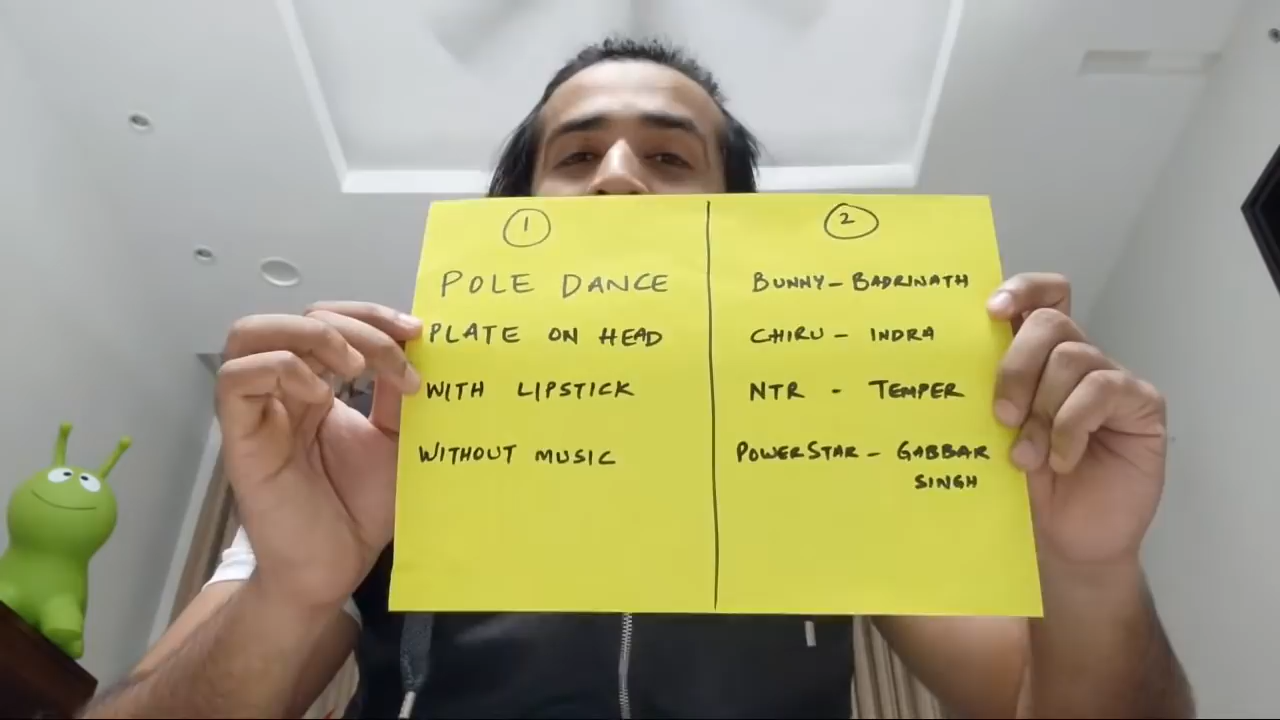 1
POLE DANCE
PLATE ON HEAD
WITH LIPSTICK
WITHOUT MUSIC
2
BUNNY - BADRINATH
CHIRU - INDRA
NTR - TEMPER
POWERSTAR - GABBAR
SINGH